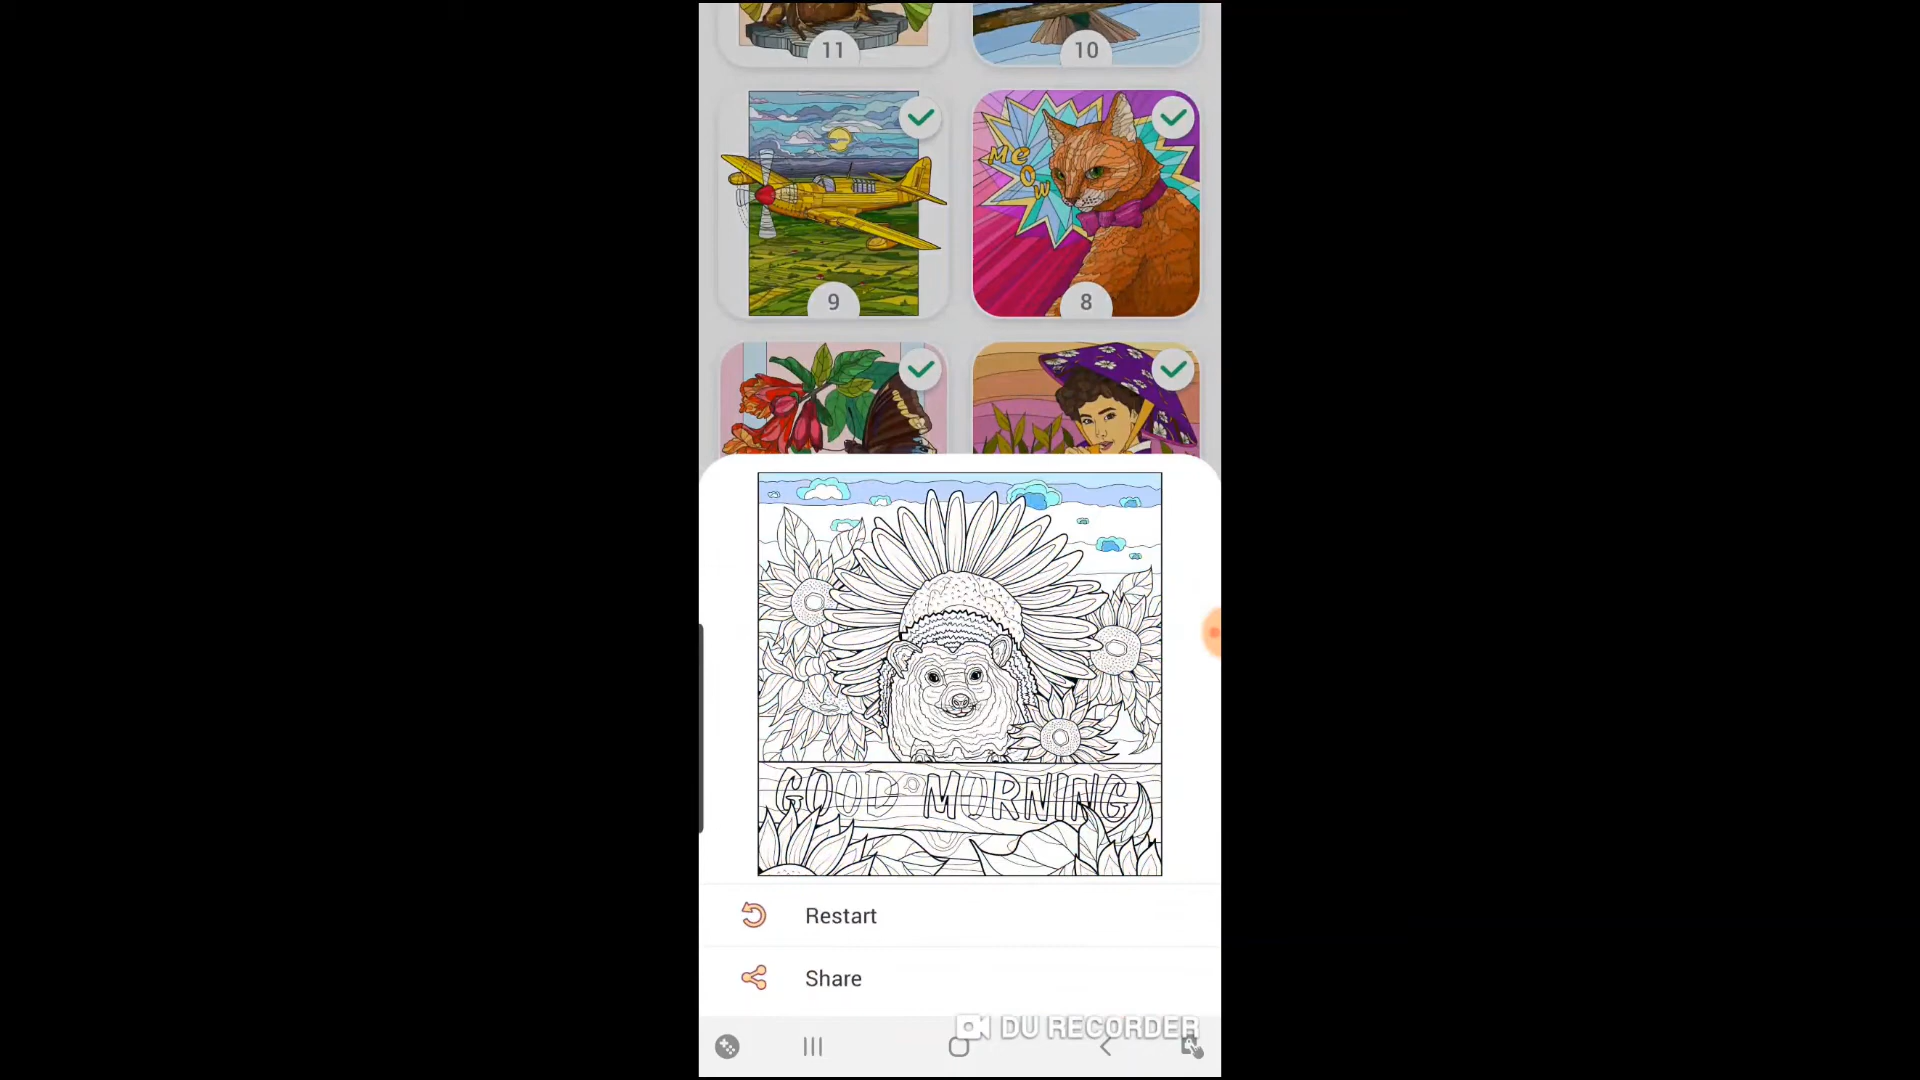 11
10
MEOW
9
8
GOOD MORNING
Restart
Share
DU RECORDER